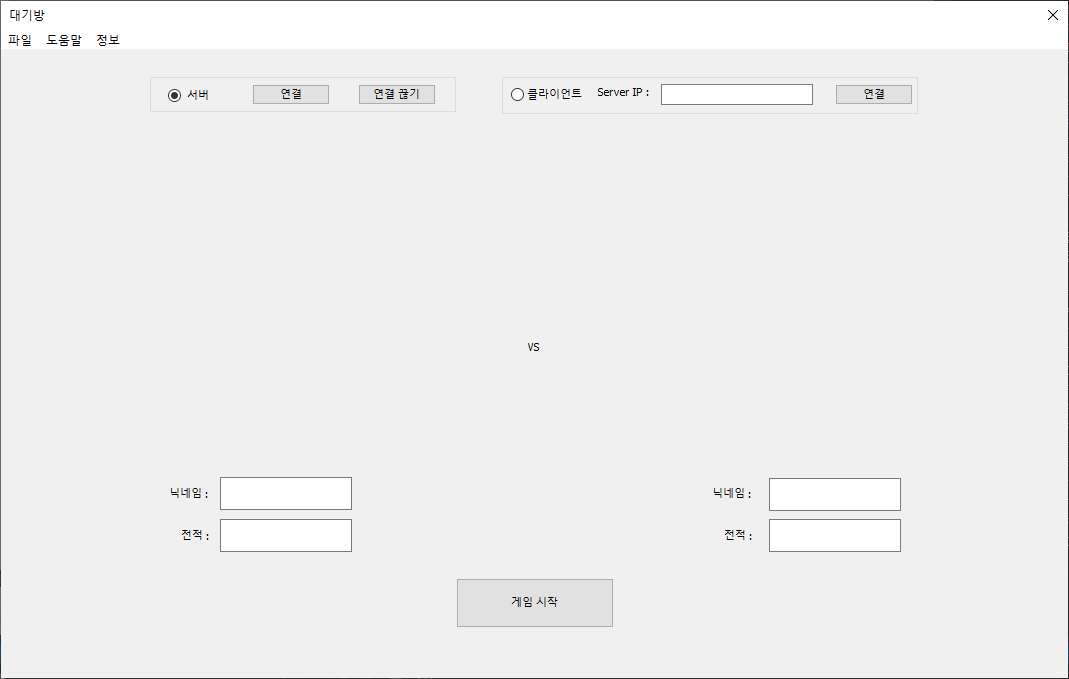 대기방
파일 도움말 정보
서버 연결 연결 끊기 클라이언트 Server IP : 연결
VS
닉네임 : 닉네임 :
전적 : 전적 :
게임 시작